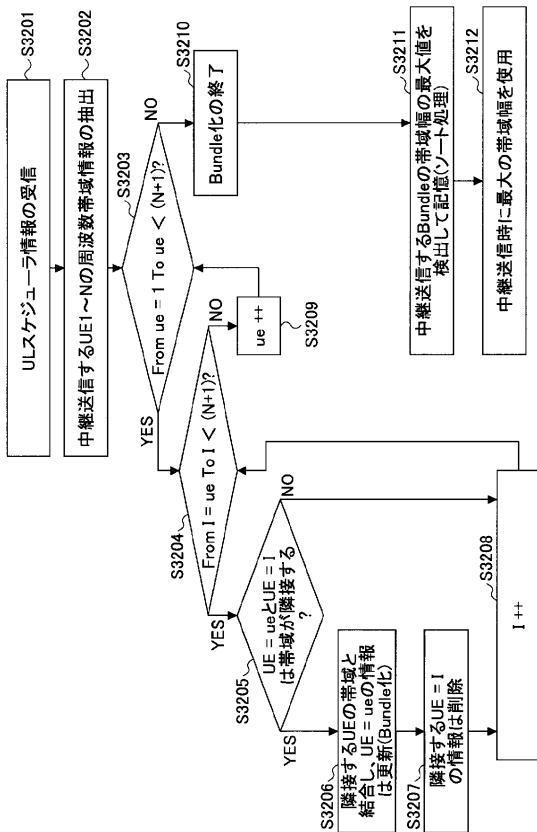 ULスケジューラ情報の受信
S3201
中継送信するUE1～Nの周波数帯域情報の抽出
S3202
From ue = 1 To ue < (N+1)?
S3203
YES
NO
From I = ue To I < (N+1)?
S3204
YES
NO
UE = ueとUE = I
は帯域が隣接する
?
S3205
YES
NO
隣接するUEの帯域と
結合し、UE = ueの情報
は更新(Bundle化)
S3206
隣接するUE = I
の情報は削除
S3207
I ++
S3208
ue ++
S3209
Bundle化の終了
S3210
中継送信するBundleの帯域幅の最大値を
検出して記憶(ソート処理)
S3211
中継送信時に最大の帯域幅を使用
S3212